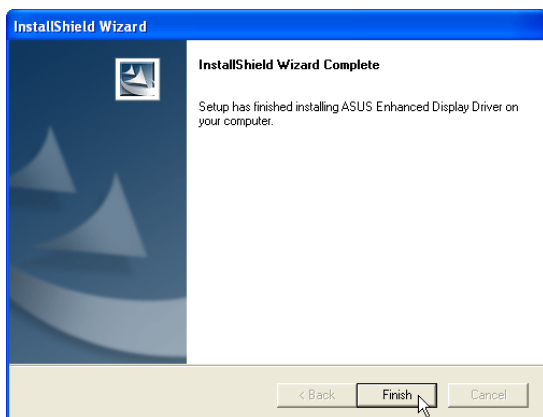 InstallShield Wizard
InstallShield Wizard Complete
Setup has finished installing ASUS Enhanced Display Driver on
your computer.
< Back Finish Cancel